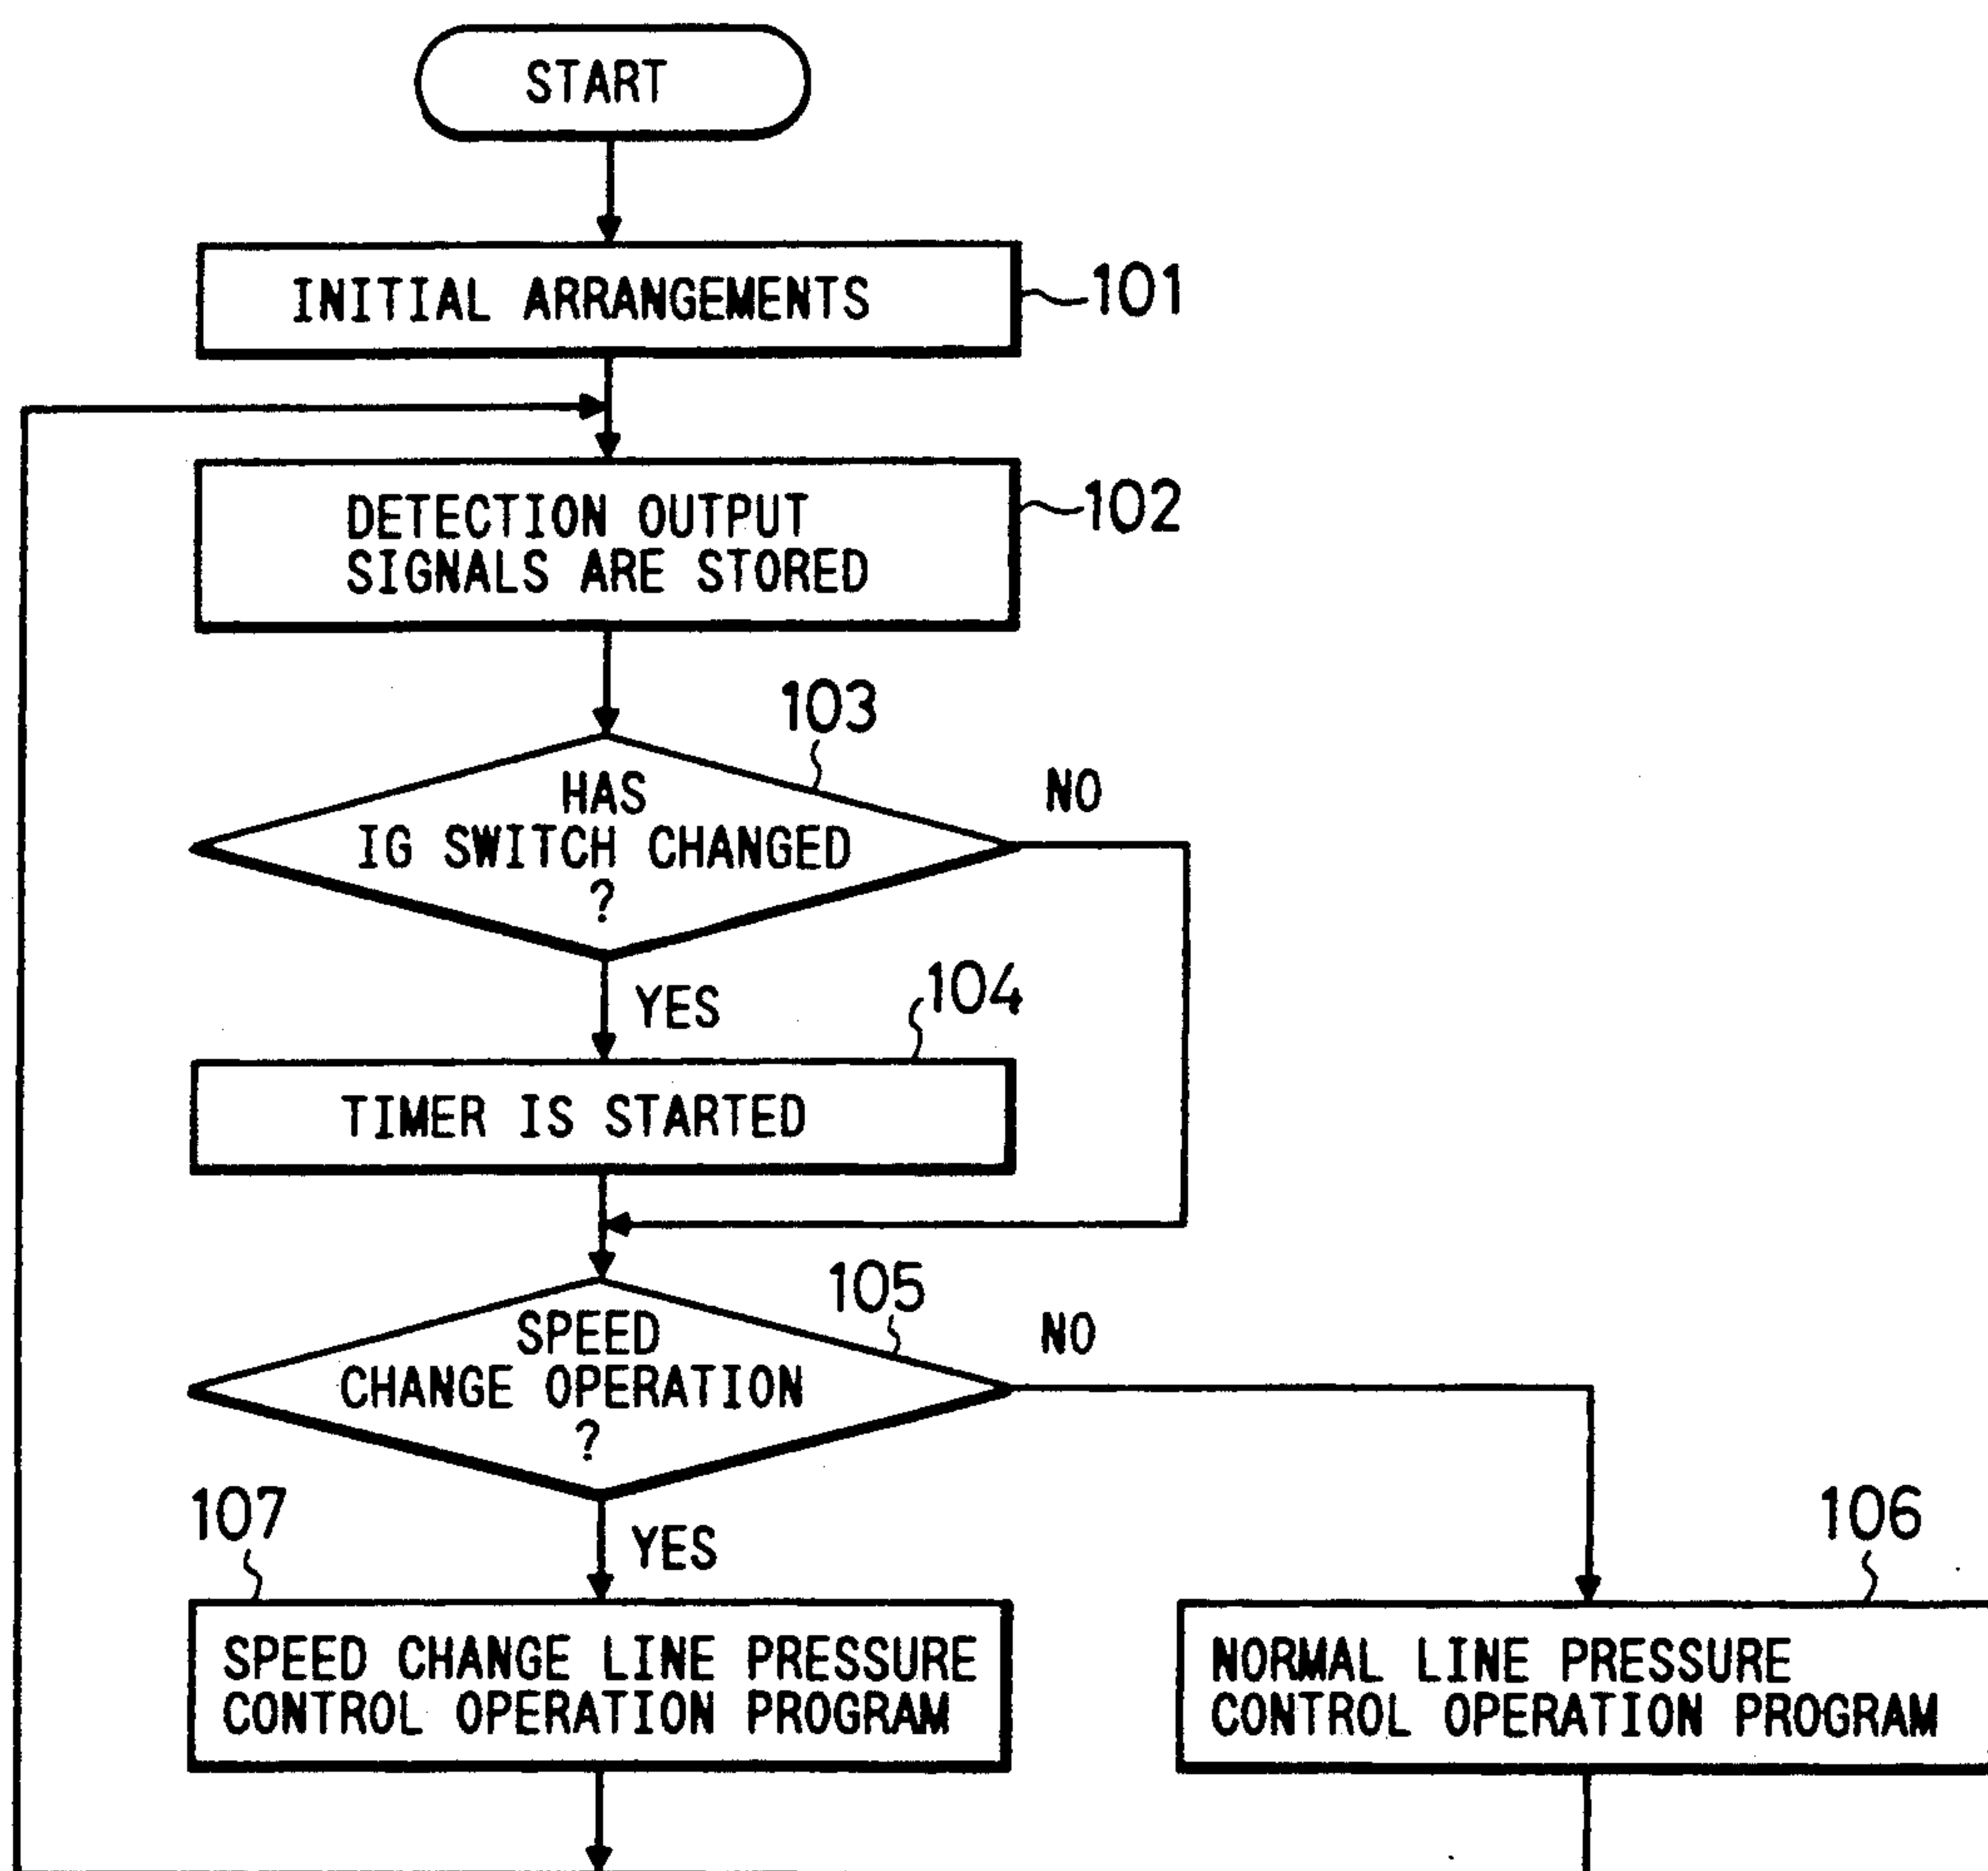 START
INITIAL ARRANGEMENTS
101
DETECTION OUTPUT
SIGNALS ARE STORED
102
103
HAS
IG SWITCH CHANGED
?
NO
YES
104
TIMER IS STARTED
105
SPEED
CHANGE OPERATION
?
NO
YES
107
SPEED CHANGE LINE PRESSURE
CONTROL OPERATION PROGRAM
106
NORMAL LINE PRESSURE
CONTROL OPERATION PROGRAM